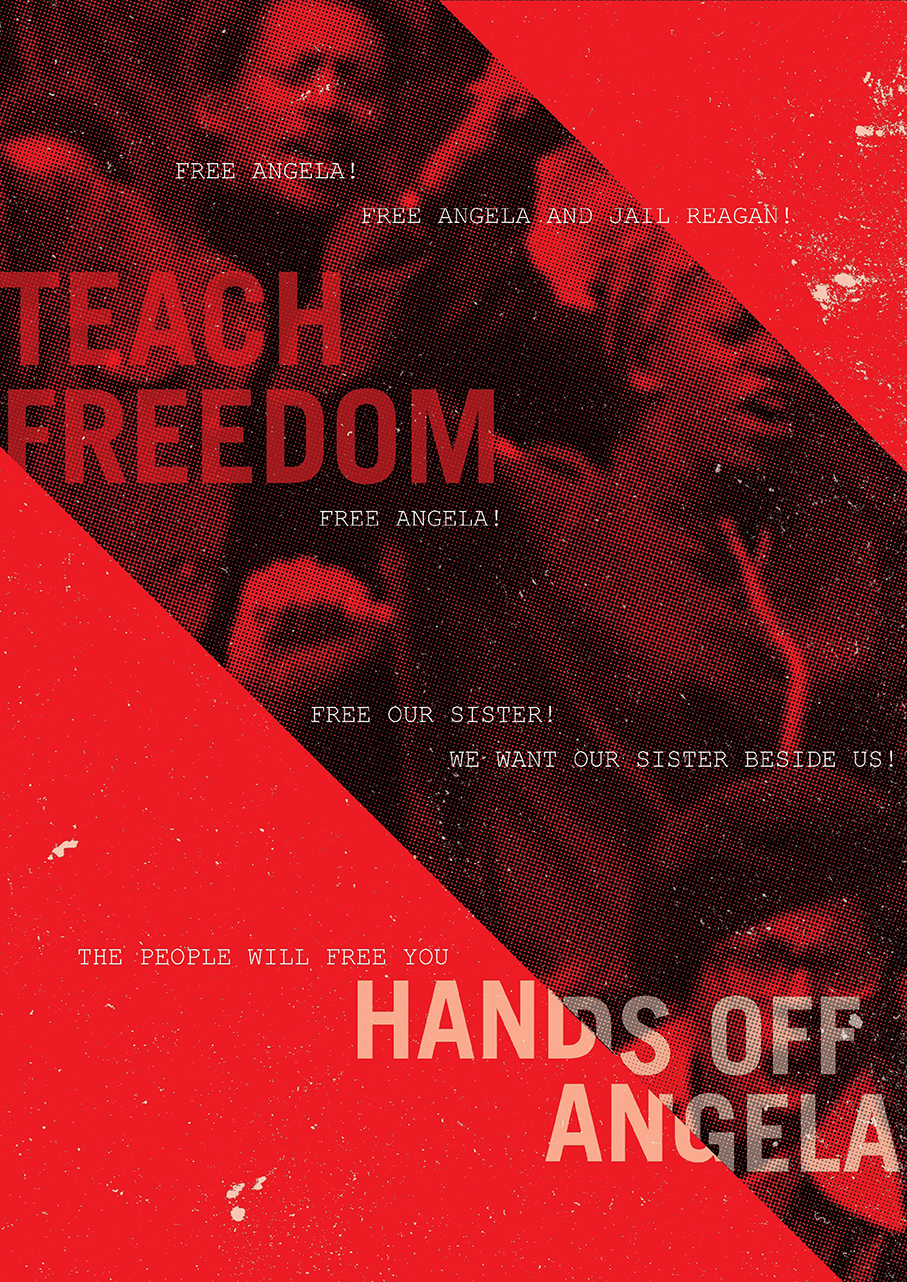 FREE ANGELA!
FREE ANGELA AND JAIL REAGAN!
TEACH
FREEDOM
FREE ANGELA!
FREE OUR SISTER!
WE WANT OUR SISTER BESIDE US!
THE PEOPLE WILL FREE YOU
HANDS OFF
ANGELA